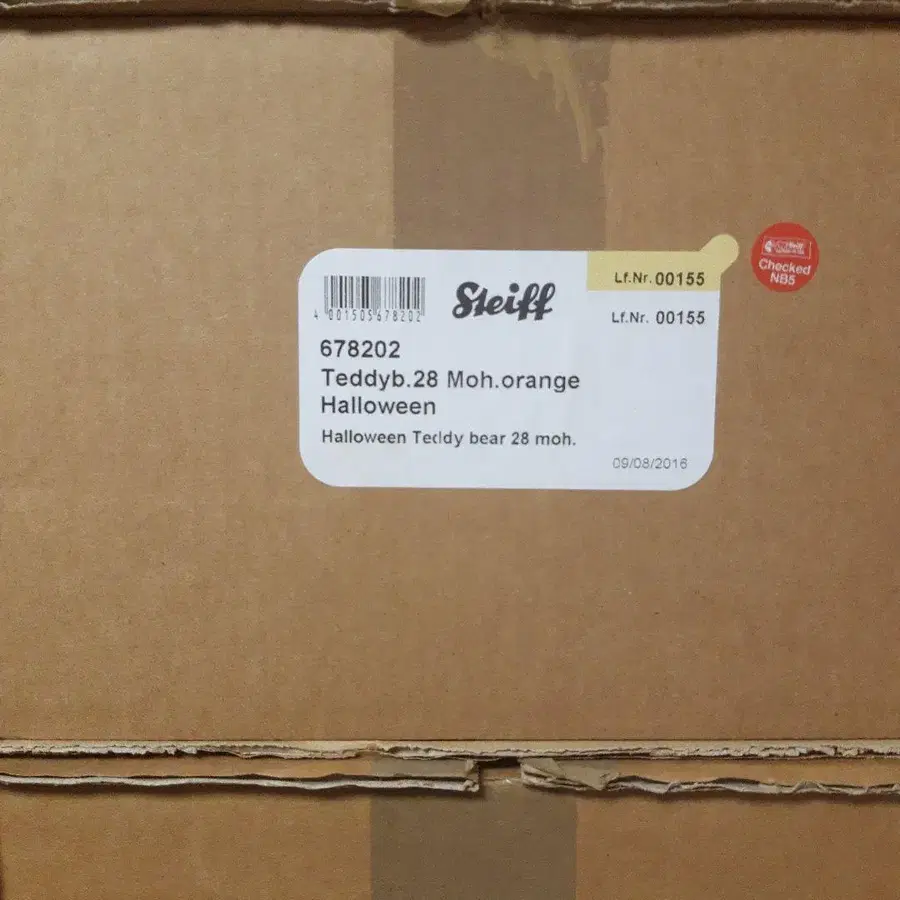 4 001505 678202
Steiff
Lf.Nr. 00155
Lf.Nr. 00155
678202
Teddyb.28 Moh.orange
Halloween
Halloween Teddy bear 28 moh.
09/08/2016
Steiff
Checked
NB5